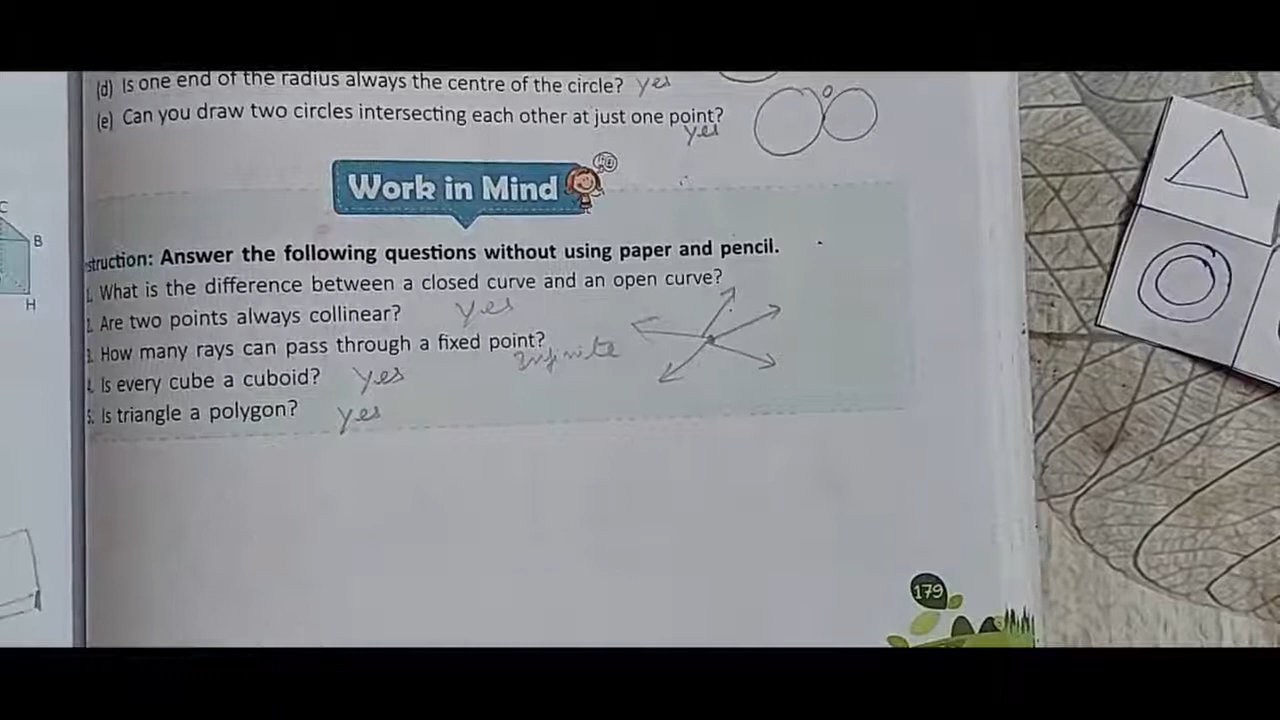 (d) Is one end of the radius always the centre of the circle? yes
(e) Can you draw two circles intersecting each other at just one point?
yes
Work in Mind
struction: Answer the following questions without using paper and pencil.
1. What is the difference between a closed curve and an open curve?
2. Are two points always collinear? yes
3. How many rays can pass through a fixed point? Infinite
4. Is every cube a cuboid? yes
5. Is triangle a polygon? yes
C
B
H
179